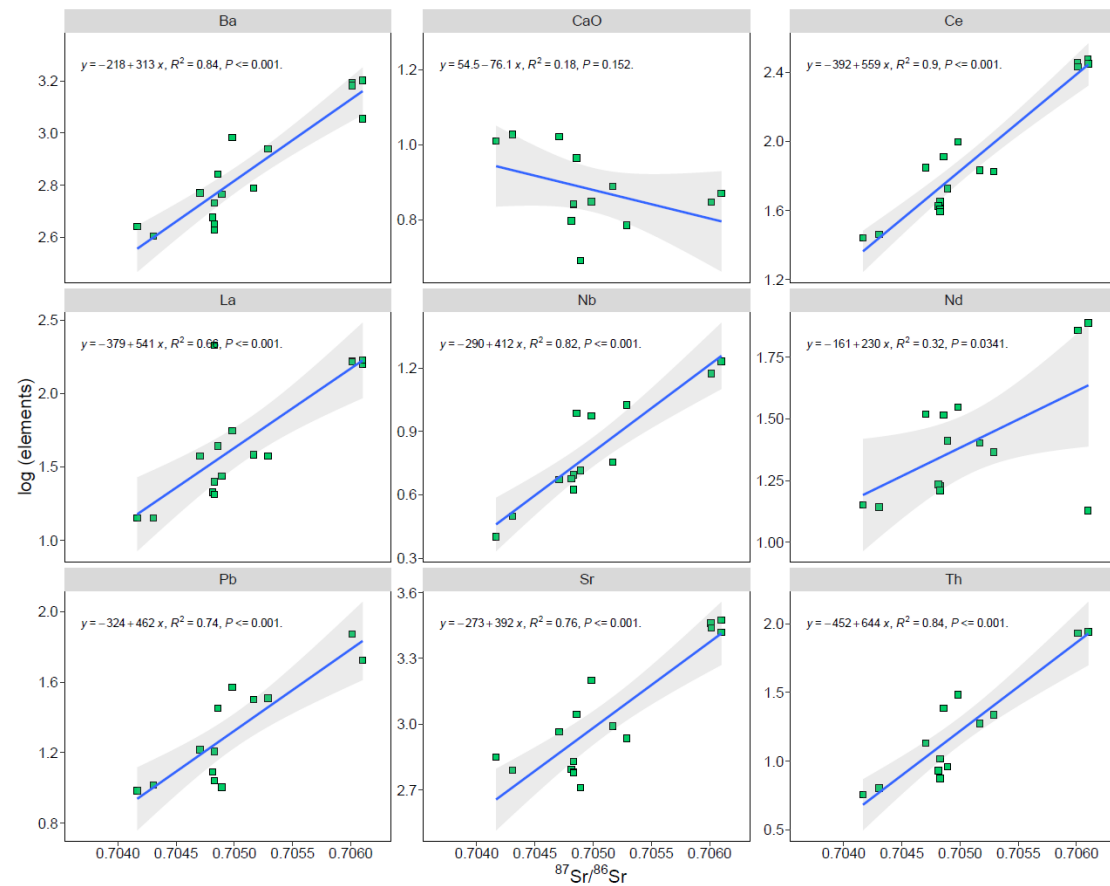 Ba
CaO
Ce
y = −218 + 313 x, R² = 0.84, P <= 0.001.
y = 54.5 − 76.1 x, R² = 0.18, P = 0.152.
y = −392 + 559 x, R² = 0.9, P <= 0.001.
3.2
3.0
2.8
2.6
1.2
1.0
0.8
2.4
2.0
1.6
1.2
La
Nb
Nd
y = −379 + 541 x, R² = 0.66, P <= 0.001.
y = −290 + 412 x, R² = 0.82, P <= 0.001.
y = −161 + 230 x, R² = 0.32, P = 0.0341.
2.5
2.0
1.5
1.0
1.2
0.9
0.6
0.3
1.75
1.50
1.25
1.00
log (elements)
Pb
Sr
Th
y = −324 + 462 x, R² = 0.74, P <= 0.001.
y = −273 + 392 x, R² = 0.76, P <= 0.001.
y = −452 + 644 x, R² = 0.84, P <= 0.001.
2.0
1.6
1.2
0.8
3.6
3.3
3.0
2.7
2.0
1.5
1.0
0.5
0.7040 0.7045 0.7050 0.7055 0.7060
0.7040 0.7045 0.7050 0.7055 0.7060
0.7040 0.7045 0.7050 0.7055 0.7060
⁸⁷Sr/⁸⁶Sr